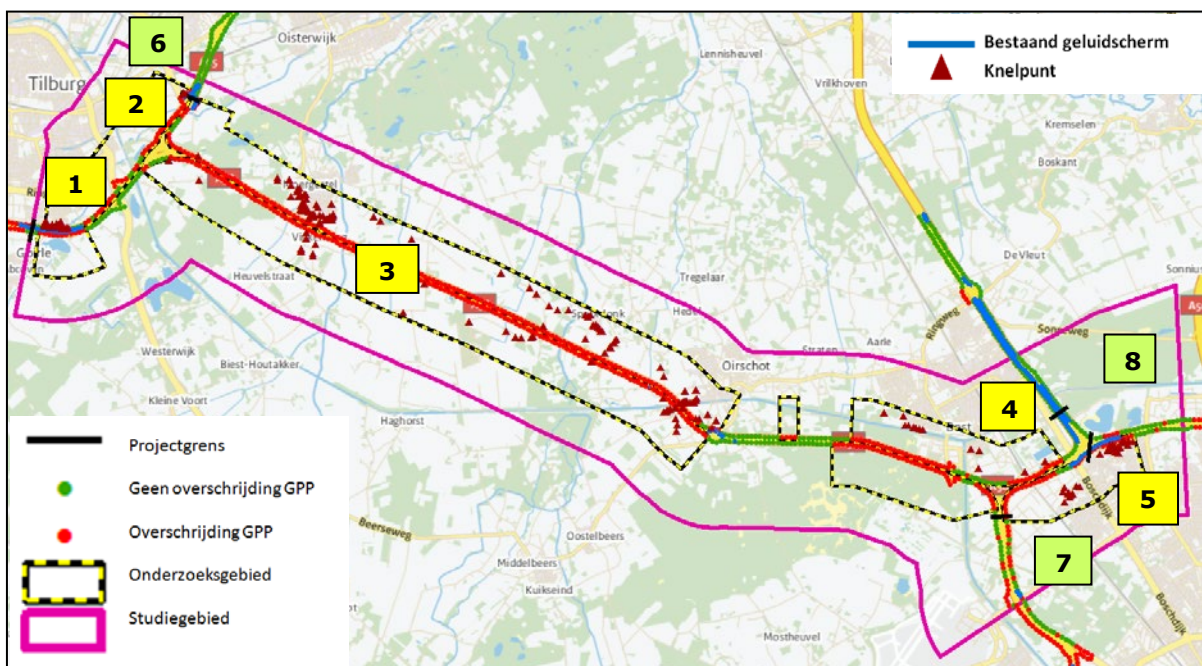 6
Oisterwijk
Lennisheuvel
Bestaand geluidscherm
Knelpunt
Tilburg
Vrilkhoven
2
Kremselen
Boskant
1
De Vleut
Sonniu
3
Heuvelstraat
Tregelaar
Ringweg
Sonseweg
Westerwijk
Biest-Houtakker
Straten
Aarle
Oirschot
8
Kleine Voort
4
Haghorst
Projectgrens
Geen overschrijding GPP
Boschdijk
5
Overschrijding GPP
Beerseweg
Oostelbeers
Onderzoeksgebied
Middelbeers
7
Kuikseind
Studiegebied
Boschdijk
Mostheuvel